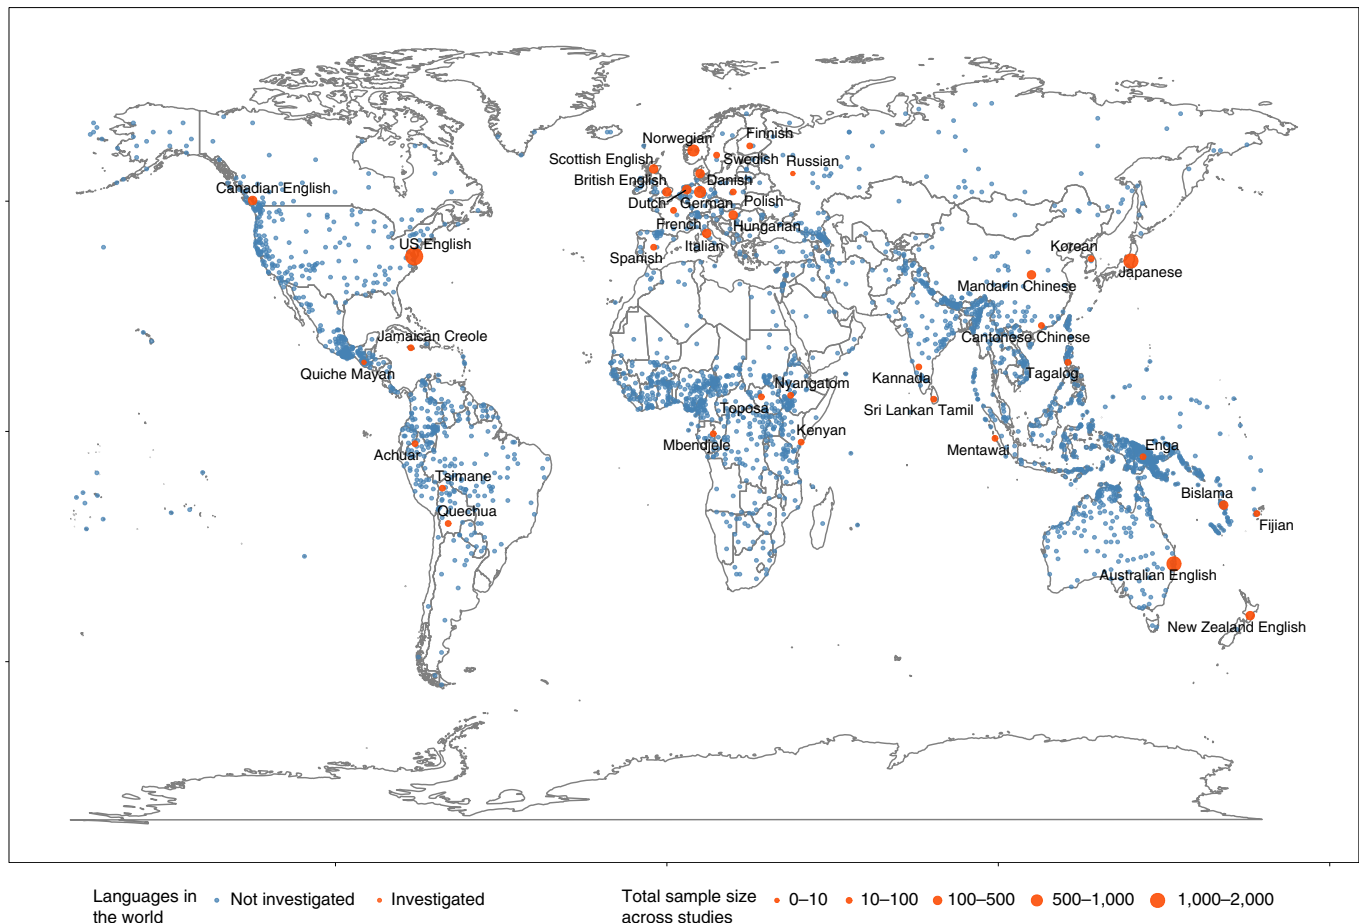 Norwegian
Finnish
Scottish English
Swedish
Russian
British English
Danish
Canadian English
Dutch
German
Polish
French
Hungarian
US English
Italian
Korean
Spanish
Japanese
Mandarin Chinese
Jamaican Creole
Cantonese Chinese
Quiche Mayan
Kannada
Tagalog
Nyangatom
Toposa
Sri Lankan Tamil
Kenyan
Mbendjele
Mentawai
Enga
Achuar
Tsimane
Bislama
Quechua
Fijian
Australian English
New Zealand English
Languages in
the world
Not investigated
Investigated
Total sample size
across studies
0–10
10–100
100–500
500–1,000
1,000–2,000